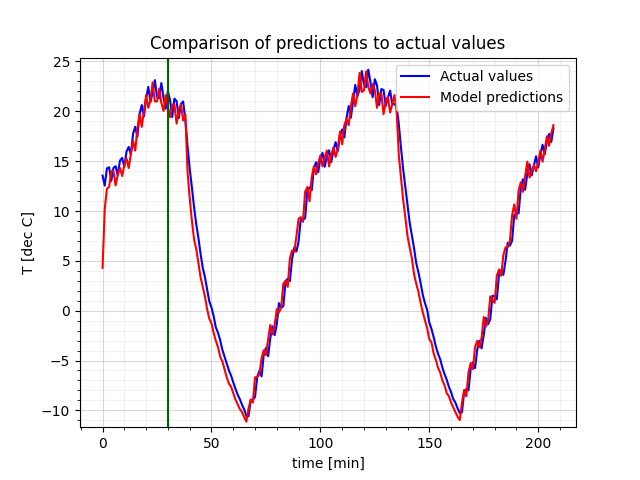 Comparison of predictions to actual values
Actual values
Model predictions
25
20
15
10
5
0
−5
−10
T [dec C]
0
50
100
150
200
time [min]